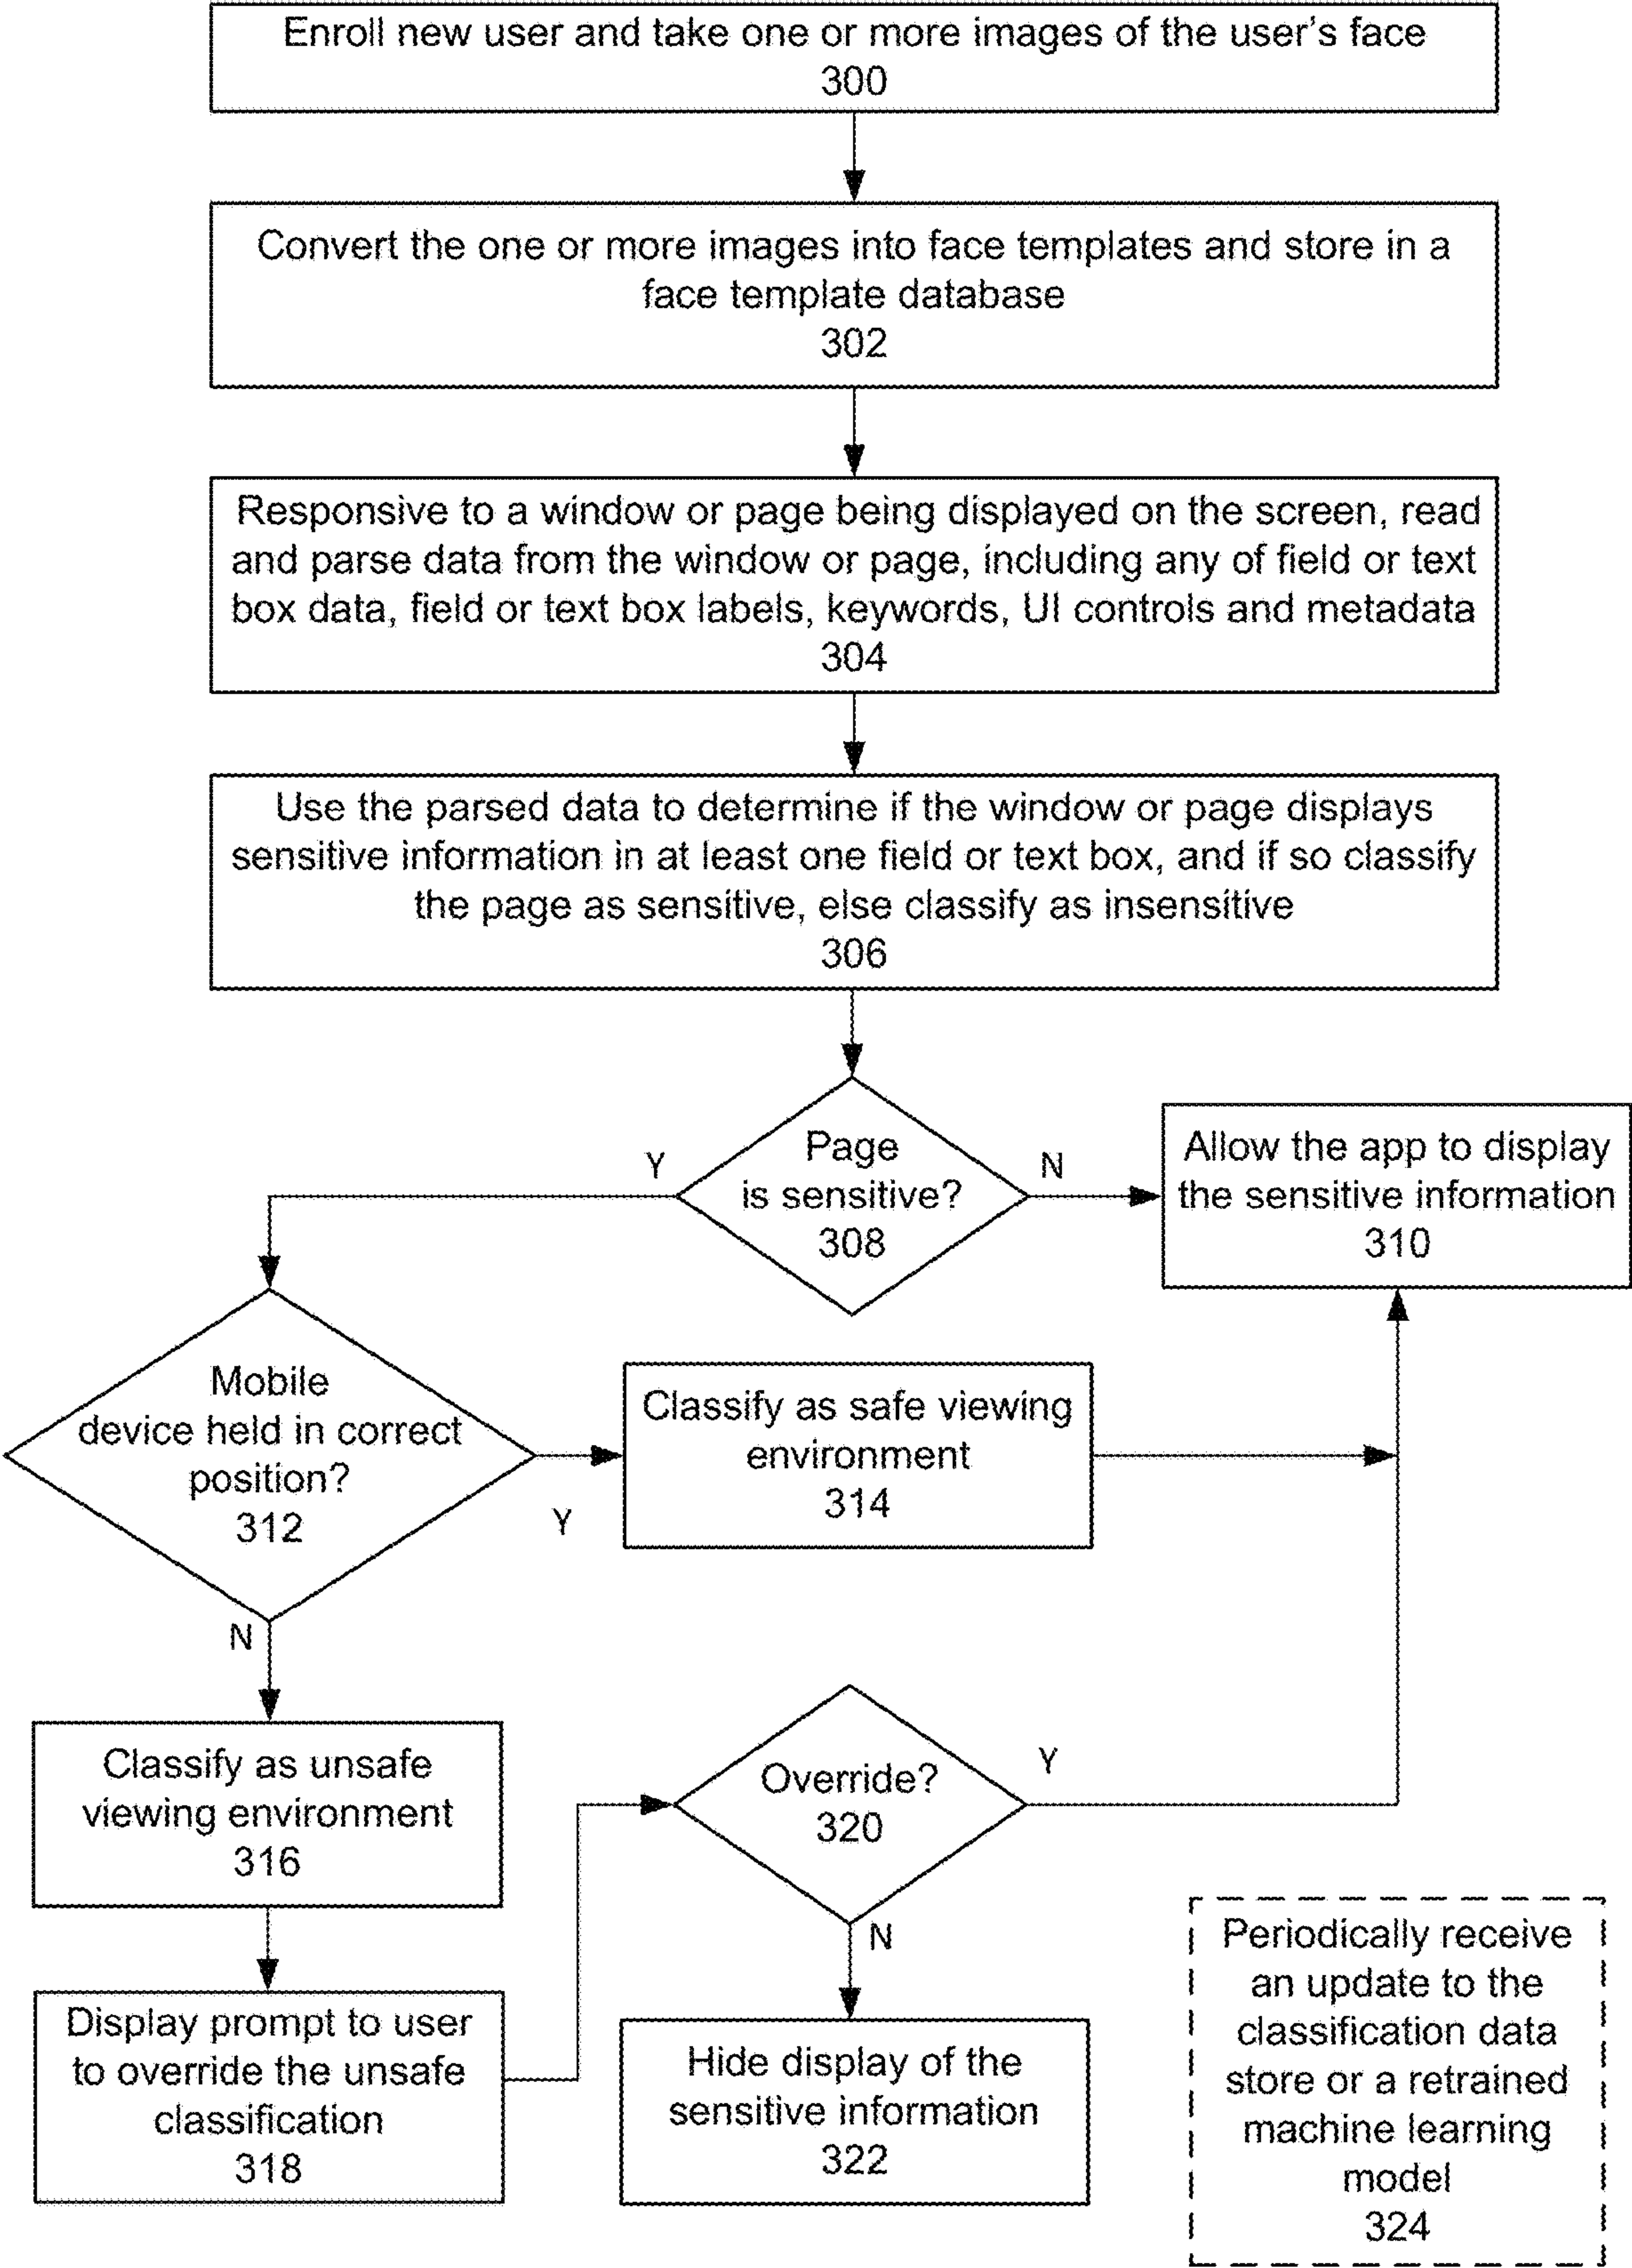 Enroll new user and take one or more images of the user's face
300
Convert the one or more images into face templates and store in a
face template database
302
Responsive to a window or page being displayed on the screen, read
and parse data from the window or page, including any of field or text
box data, field or text box labels, keywords, UI controls and metadata
304
Use the parsed data to determine if the window or page displays
sensitive information in at least one field or text box, and if so classify
the page as sensitive, else classify as insensitive
306
Page
is sensitive?
308
Y
N
Allow the app to display
the sensitive information
310
Mobile
device held in correct
position?
312
Y
Classify as safe viewing
environment
314
N
Classify as unsafe
viewing environment
316
Display prompt to user
to override the unsafe
classification
318
Override?
320
Y
N
Hide display of the
sensitive information
322
Periodically receive
an update to the
classification data
store or a retrained
machine learning
model
324